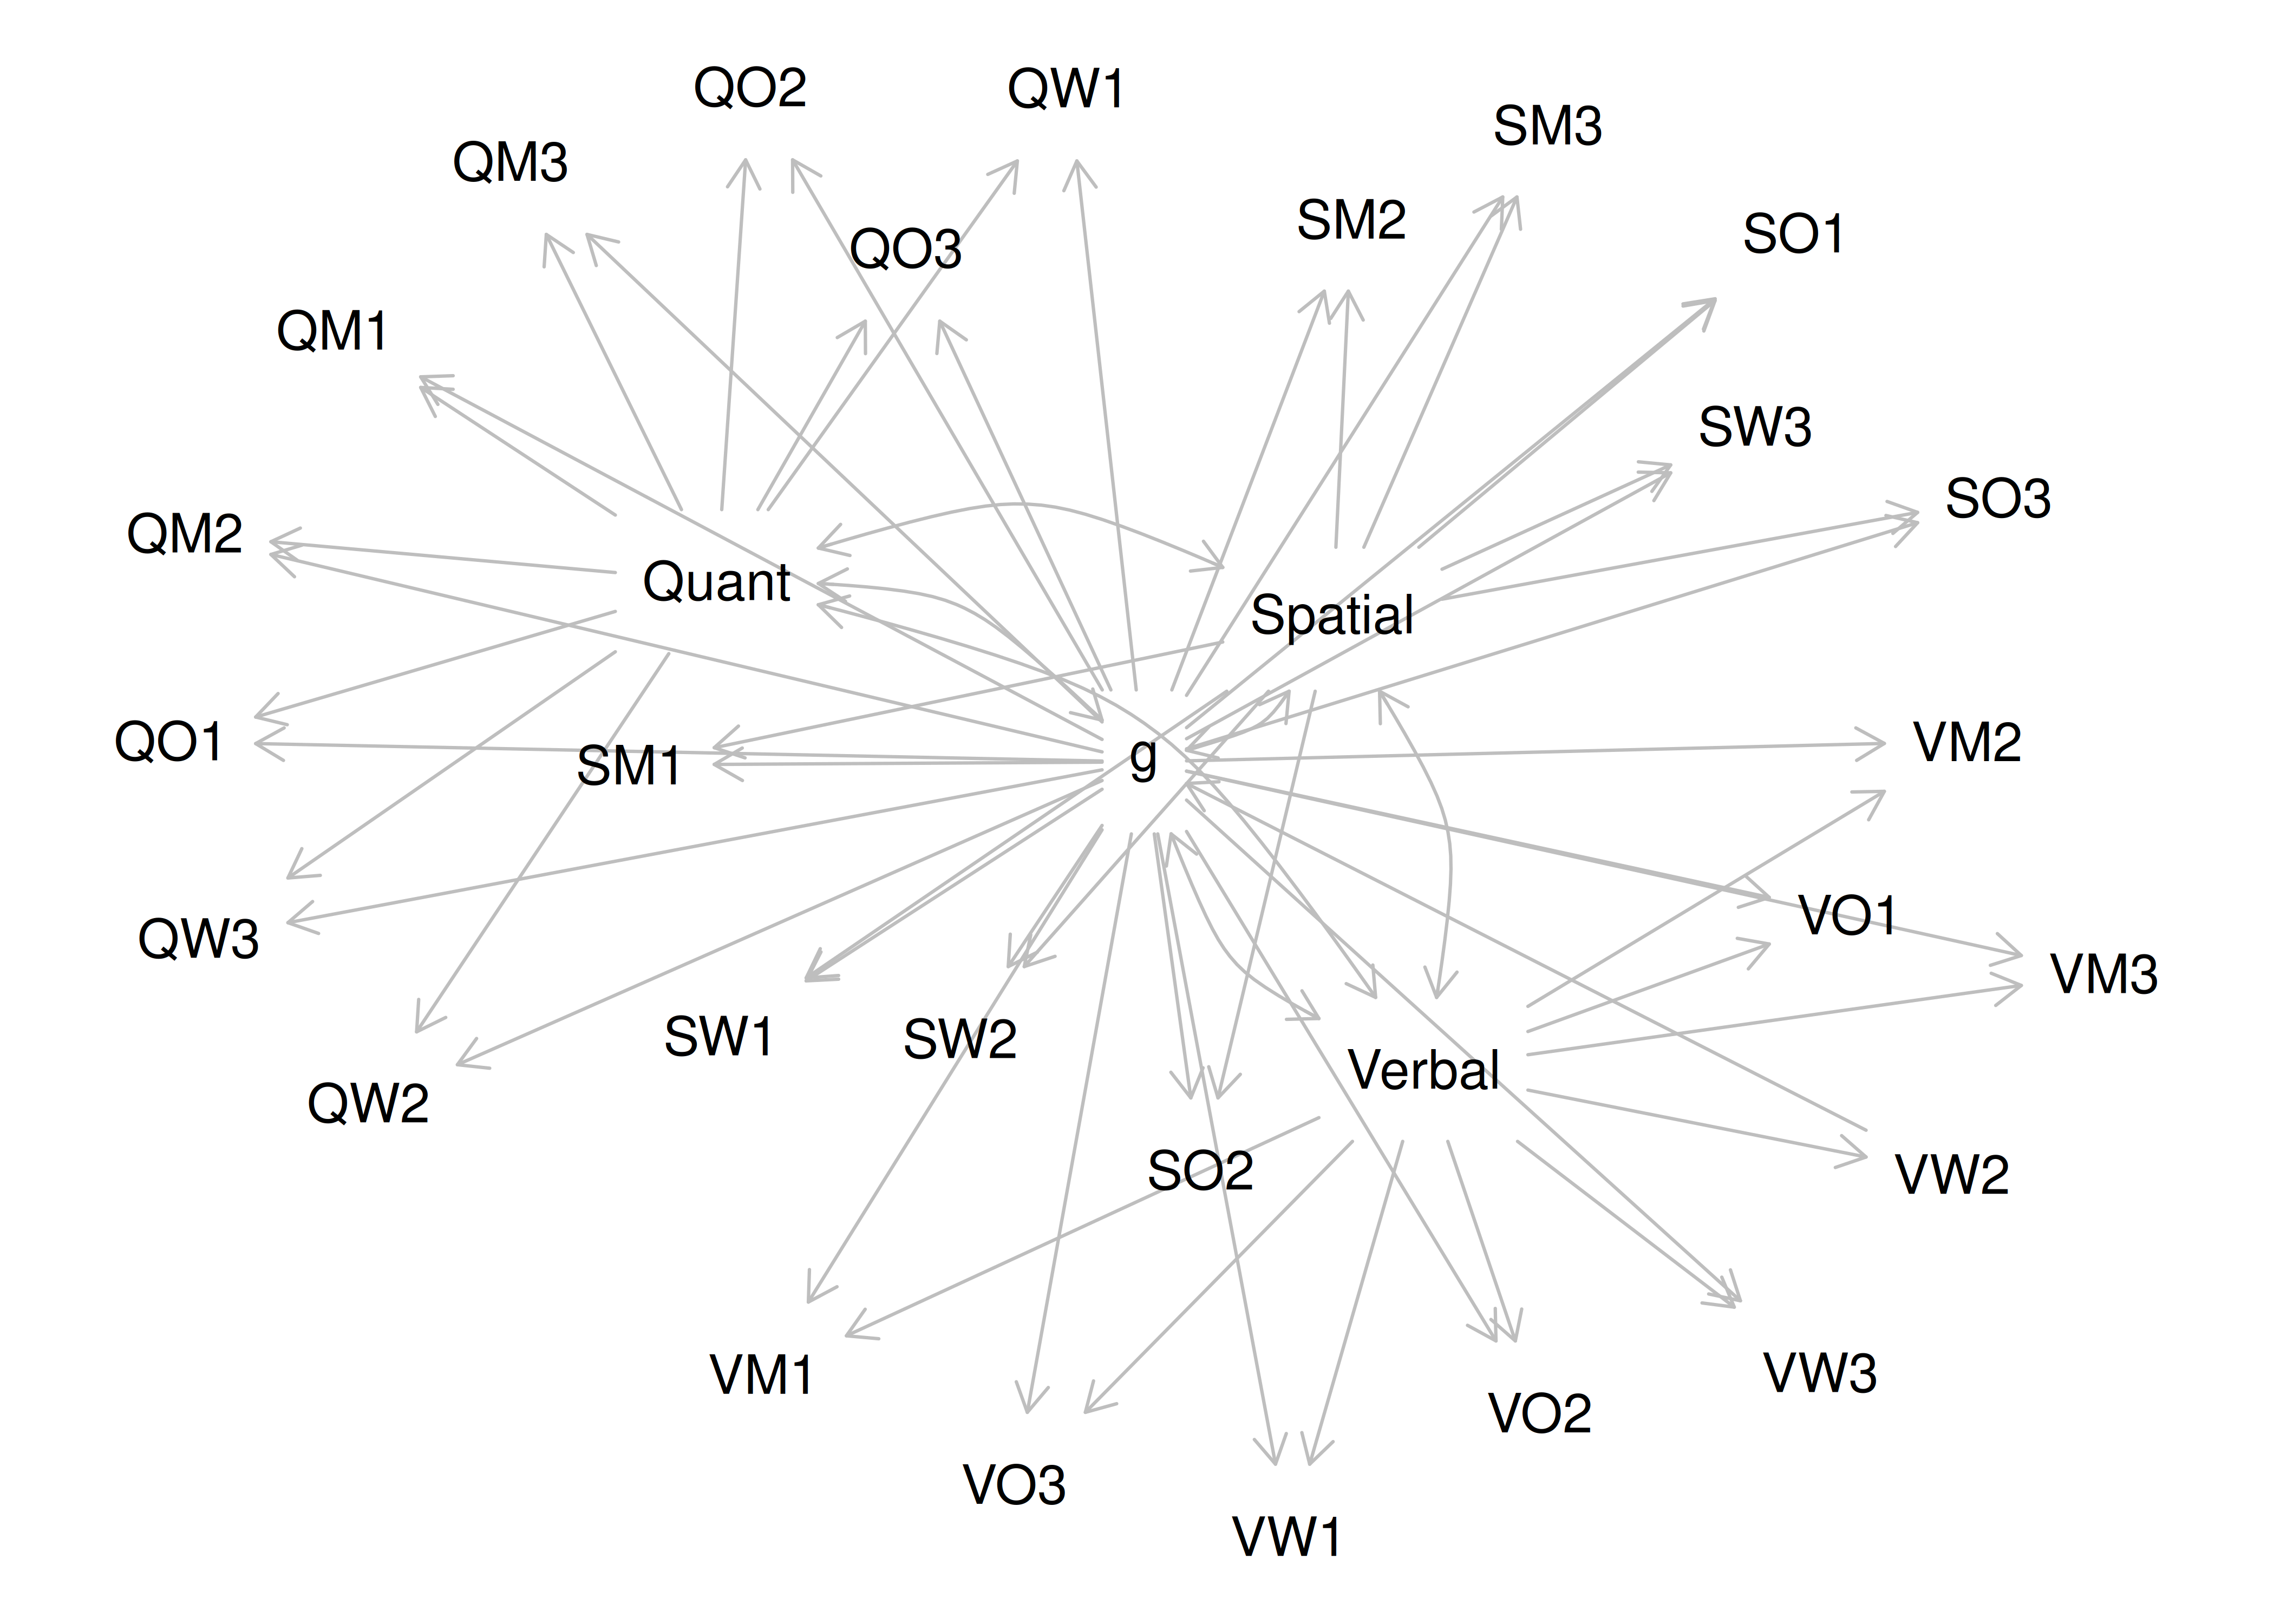 QO2
QW1
SM3
QM3
SM2
SO1
QO3
QM1
SW3
SO3
QM2
Quant
Spatial
QO1
VM2
g
SM1
VO1
QW3
VM3
SW1
SW2
Verbal
QW2
SO2
VW2
VM1
VW3
VO2
VO3
VW1